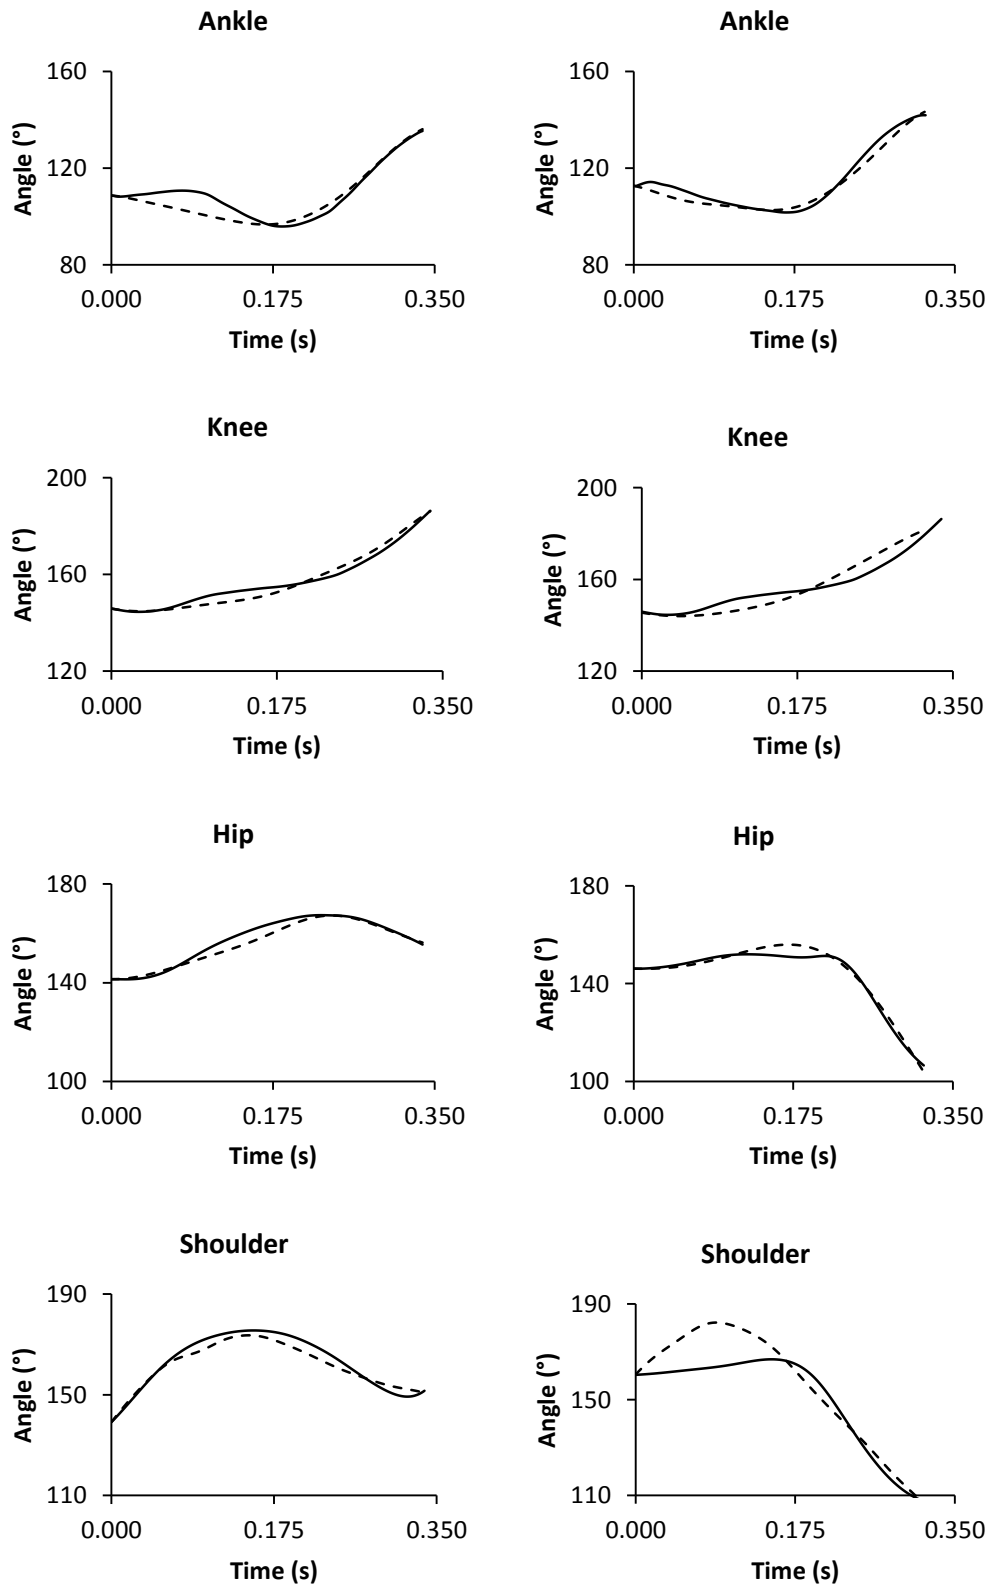 Ankle
160
120
80
Angle (°)
0.000 0.175 0.350
Time (s)
Ankle
160
120
80
Angle (°)
0.000 0.175 0.350
Time (s)
Knee
200
160
120
Angle (°)
0.000 0.175 0.350
Time (s)
Knee
200
160
120
Angle (°)
0.000 0.175 0.350
Time (s)
Hip
180
140
100
Angle (°)
0.000 0.175 0.350
Time (s)
Hip
180
140
100
Angle (°)
0.000 0.175 0.350
Time (s)
Shoulder
190
150
110
Angle (°)
0.000 0.175 0.350
Time (s)
Shoulder
190
150
110
Angle (°)
0.000 0.175 0.350
Time (s)